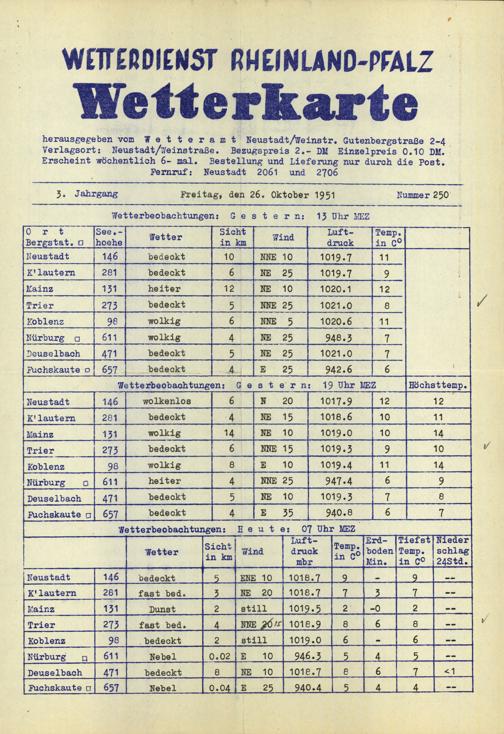 WETTERDIENST RHEINLAND-PFALZ
Wetterkarte
herausgegeben vom W e t t e r a m t Neustadt/Weinstr. Gutenbergstraße 2-4
Verlagsort: Neustadt/Weinstraße. Bezugspreis 2.- DM Einzelpreis 0.10 DM.
Erscheint wöchentlich 6- mal. Bestellung und Lieferung nur durch die Post.
Fernruf: Neustadt 2061 und 2706
3. Jahrgang Freitag, den 26. Oktober 1951 Nummer 250
Wetterbeobachtungen: G e s t e r n : 13 Uhr MEZ
O r t Bergstat. □ See.-hoehe Wetter Sicht in km Wind Luft-druck Temp. in C°
Neustadt 146 bedeckt 10 NNE 10 1019.7 11
K'lautern 281 bedeckt 6 NE 25 1019.7 9
Mainz 131 heiter 12 NE 10 1020.1 12
Trier 273 bedeckt 5 NNE 25 1021.0 8
Koblenz 98 wolkig 6 NNE 5 1020.6 11
Nürburg □ 611 wolkig 4 NE 25 948.3 7
Deuselbach 471 bedeckt 5 NE 25 1021.0 7
Fuchskaute □ 657 bedeckt 4 E 25 942.6 6
Wetterbeobachtungen: G e s t e r n : 19 Uhr MEZ Höchsttemp.
Neustadt 146 wolkenlos 6 N 20 1017.9 12 12
K'lautern 281 bedeckt 4 NE 15 1018.6 10 11
Mainz 131 wolkig 14 NE 10 1019.0 10 14
Trier 273 bedeckt 6 NNE 15 1019.3 9 10
Koblenz 98 wolkig 8 E 10 1019.4 11 14
Nürburg □ 611 heiter 4 NNE 25 947.4 6 9
Deuselbach 471 bedeckt 5 NE 10 1019.3 7 8
Fuchskaute □ 657 bedeckt 4 E 35 940.8 6 7
Wetterbeobachtungen: H e u t e : 07 Uhr MEZ
Wetter Sicht in km Wind Luft-druck mbr Temp. in C° Erd-boden Min. Tiefst Temp. in C° Nieder schlag 24Std.
Neustadt 146 bedeckt 5 ENE 10 1018.7 9 - 9 --
K'lautern 281 fast bed. 3 NE 20 1018.7 7 3 7 --
Mainz 131 Dunst 2 still 1019.5 2 -0 2 --
Trier 273 fast bed. 4 NNE 15 1018.9 8 6 8 --
Koblenz 98 bedeckt 2 still 1019.0 6 - 6 --
Nürburg □ 611 Nebel 0.02 E 10 946.3 5 4 5 --
Deuselbach 471 bedeckt 8 NE 10 1018.7 8 6 7 <1
Fuchskaute □ 657 Nebel 0.04 E 25 940.4 5 4 4 --